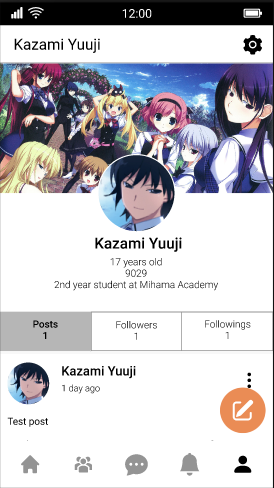 12:00
Kazami Yuuji
Kazami Yuuji
17 years old
9029
2nd year student at Mihama Academy
Posts
1
Followers
1
Followings
1
Kazami Yuuji
1 day ago
Test post